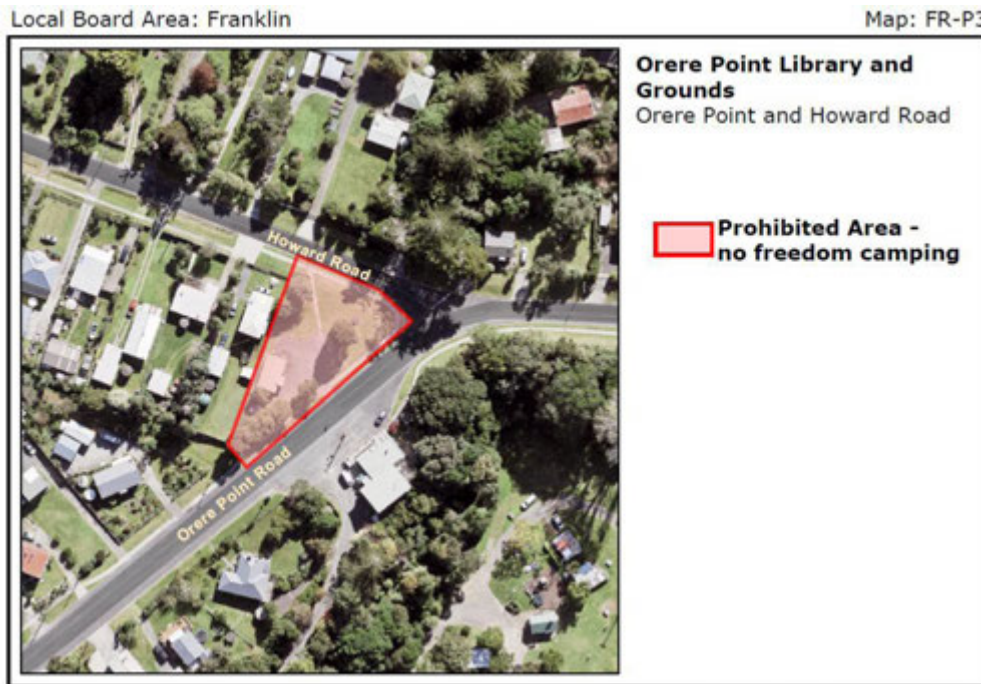 Local Board Area: Franklin
Map: FR-P3
Orere Point Library and
Grounds
Orere Point and Howard Road
Prohibited Area -
no freedom camping
Howard Road
Orere Point Road